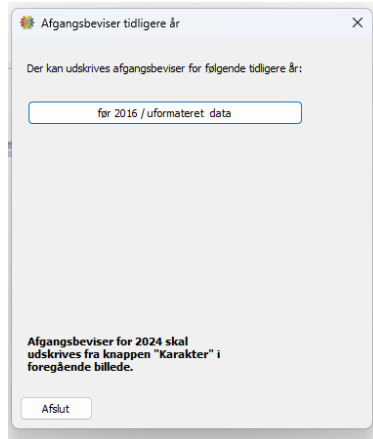 Afgangsbeviser tidligere år
Der kan udskrives afgangsbeviser for følgende tidligere år:
før 2016 / uformateret data
Afgangsbeviser for 2024 skal
udskrives fra knappen "Karakter" i
foregående billede.
Afslut